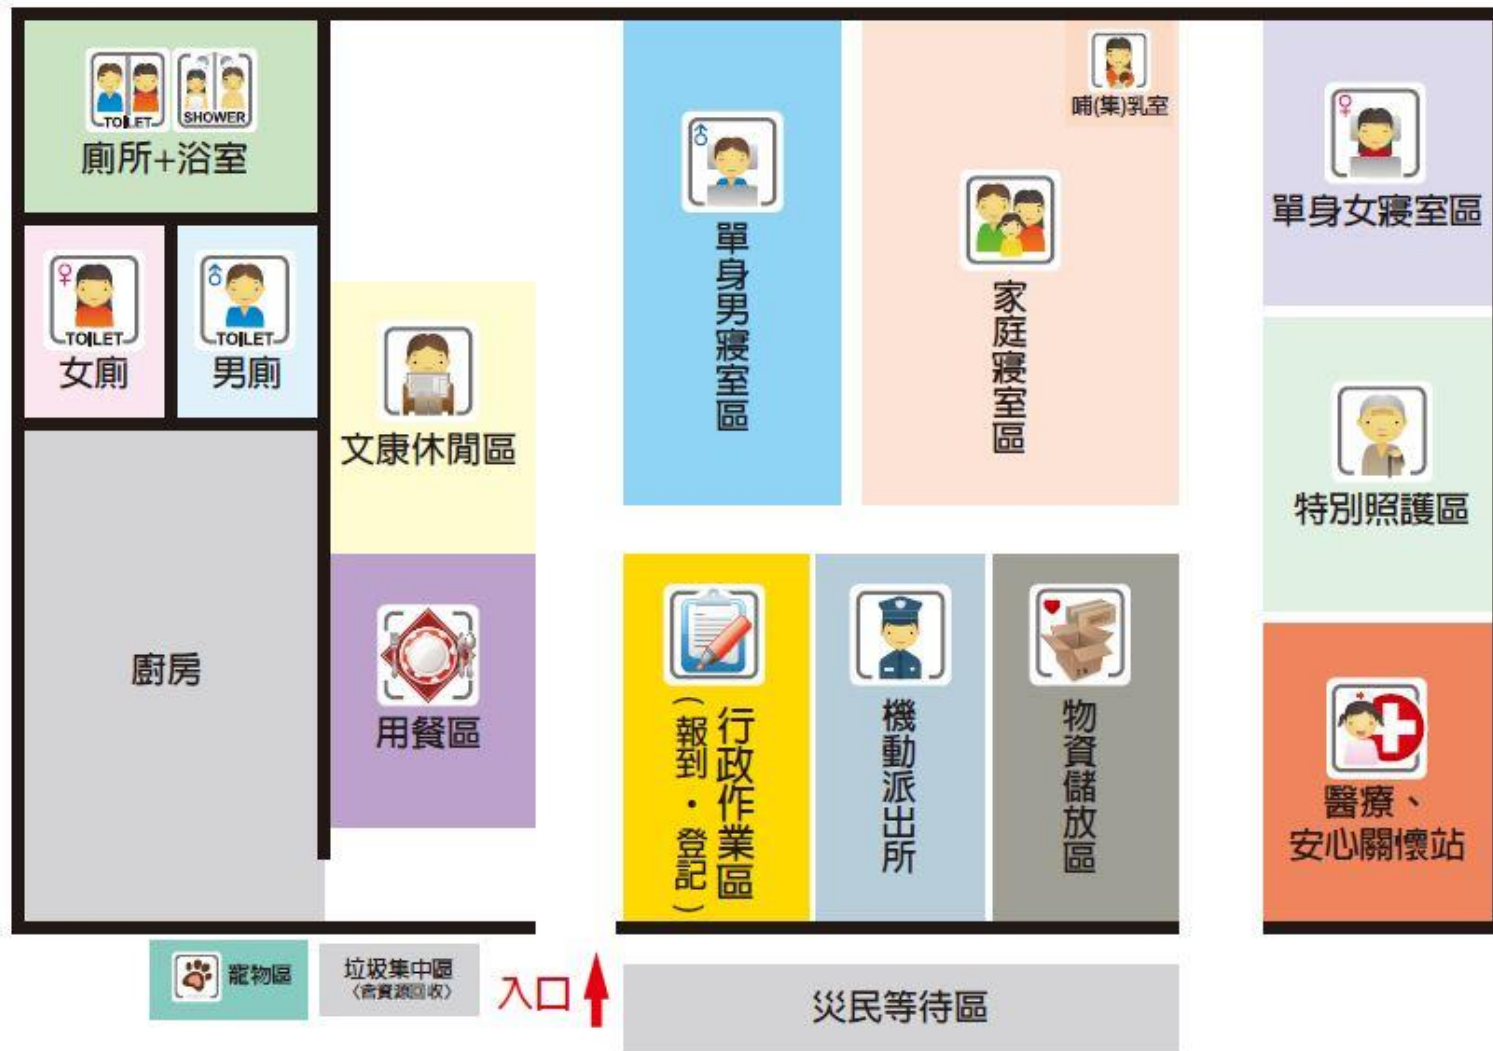 TOILET
SHOWER
廁所+浴室
TOILET
女廁
TOILET
男廁
廚房
文康休閒區
用餐區
單身男寢室區
哺(集)乳室
家庭寢室區
單身女寢室區
特別照護區
行政作業區
(報到・登記)
機動派出所
物資儲放區
醫療、
安心關懷站
寵物區
垃圾集中區
〈含資源回收〉
入口
災民等待區